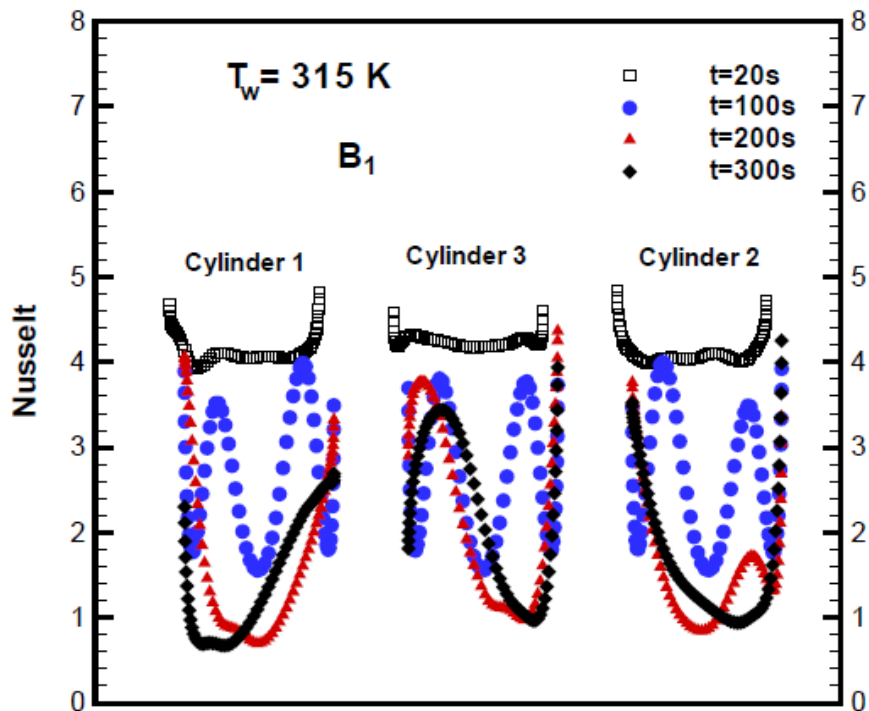 8 8
T_w= 315 K
t=20s
t=100s
7 7
t=200s
B_1
t=300s
6 6
Cylinder 1 Cylinder 3 Cylinder 2
5 5
Nusselt
4 4
3 3
2 2
1 1
0 0